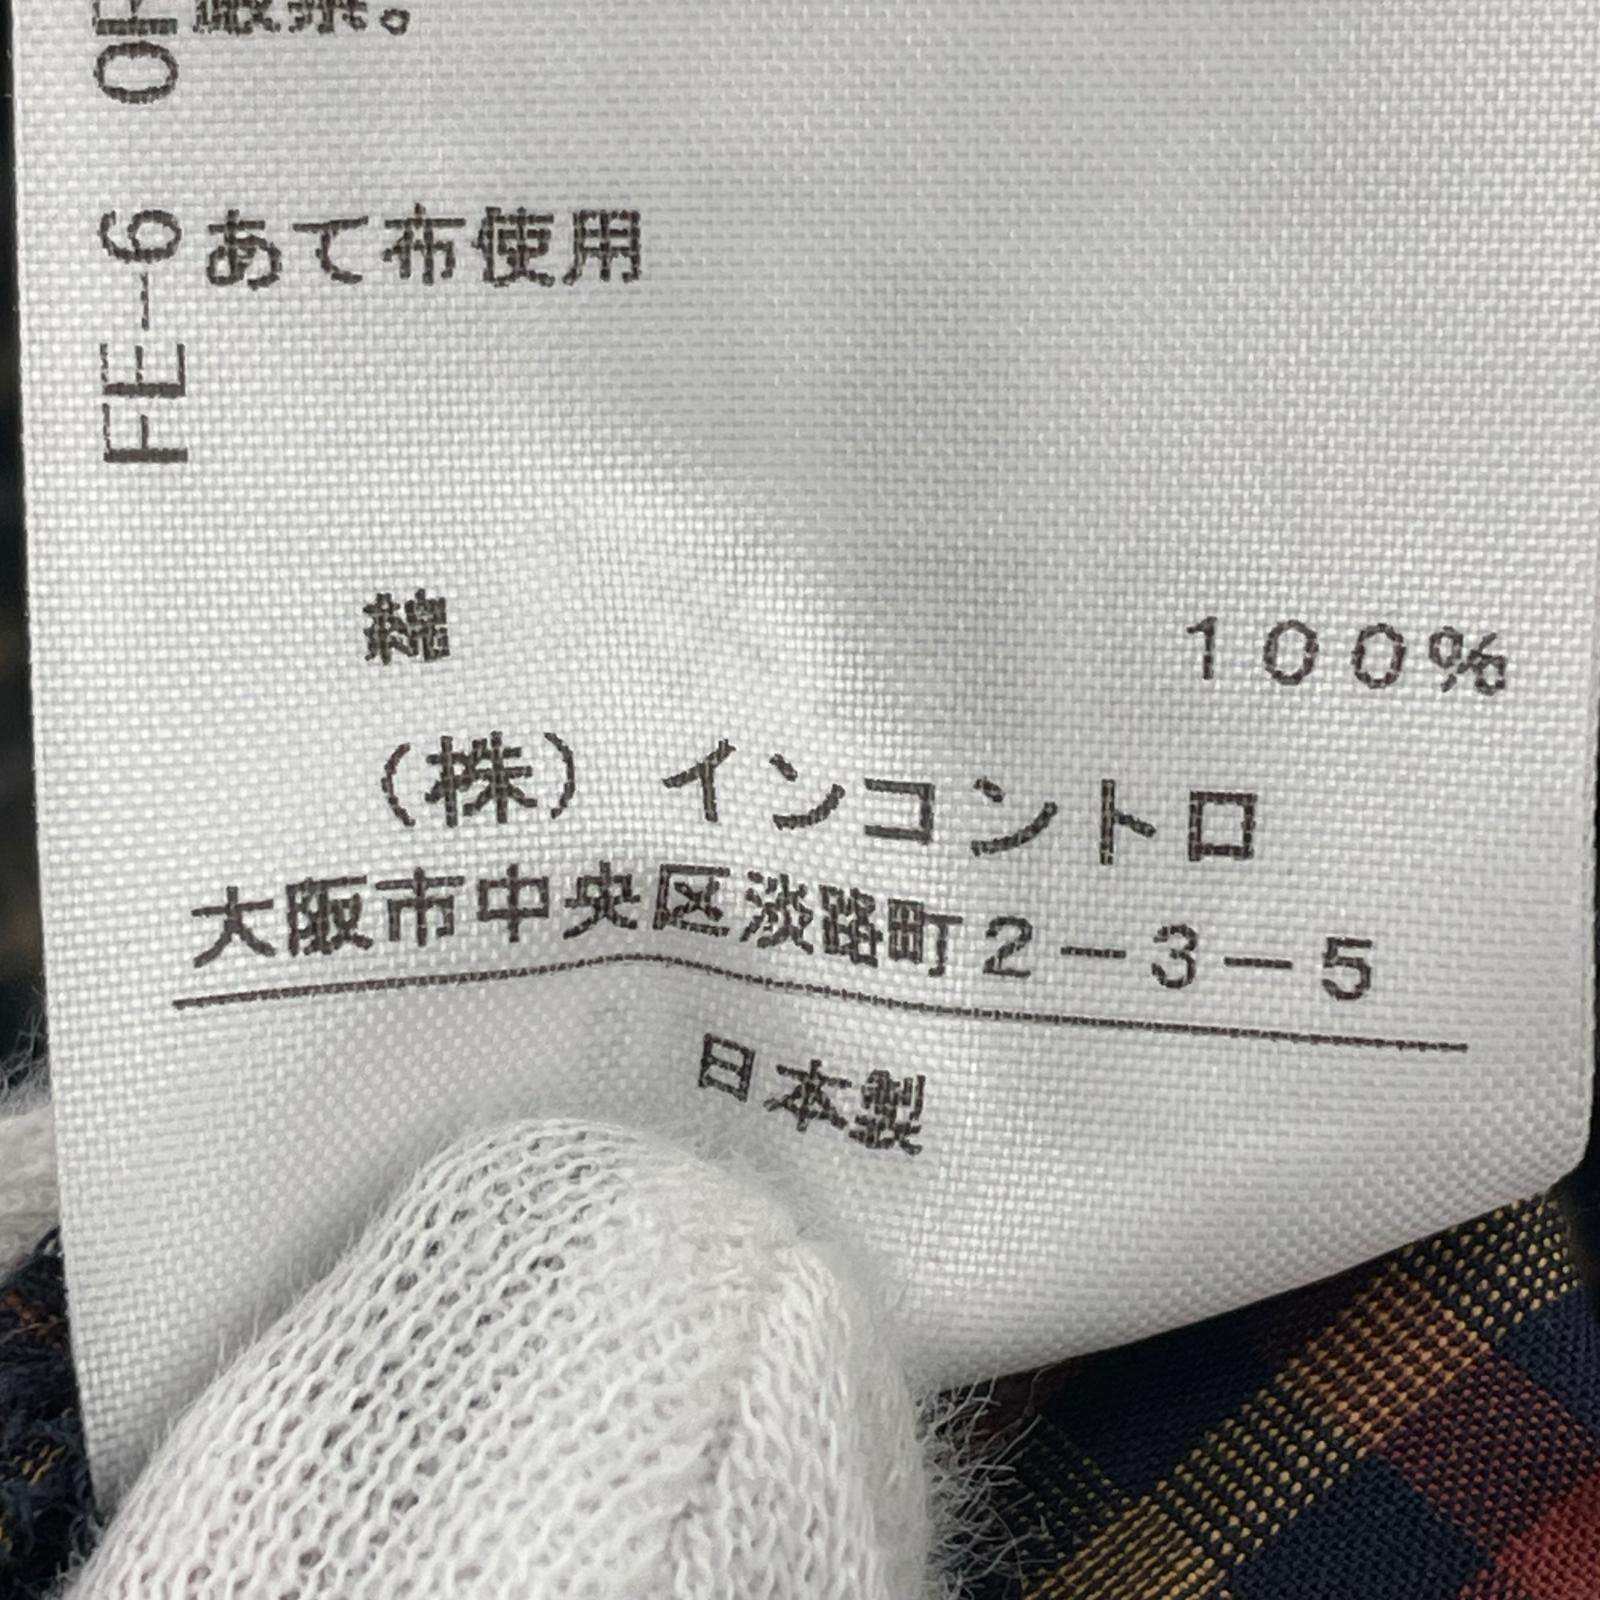 あて布使用
FE-6
綿 100%
(株) インコントロ
大阪市中央区淡路町2-3-5
日本製